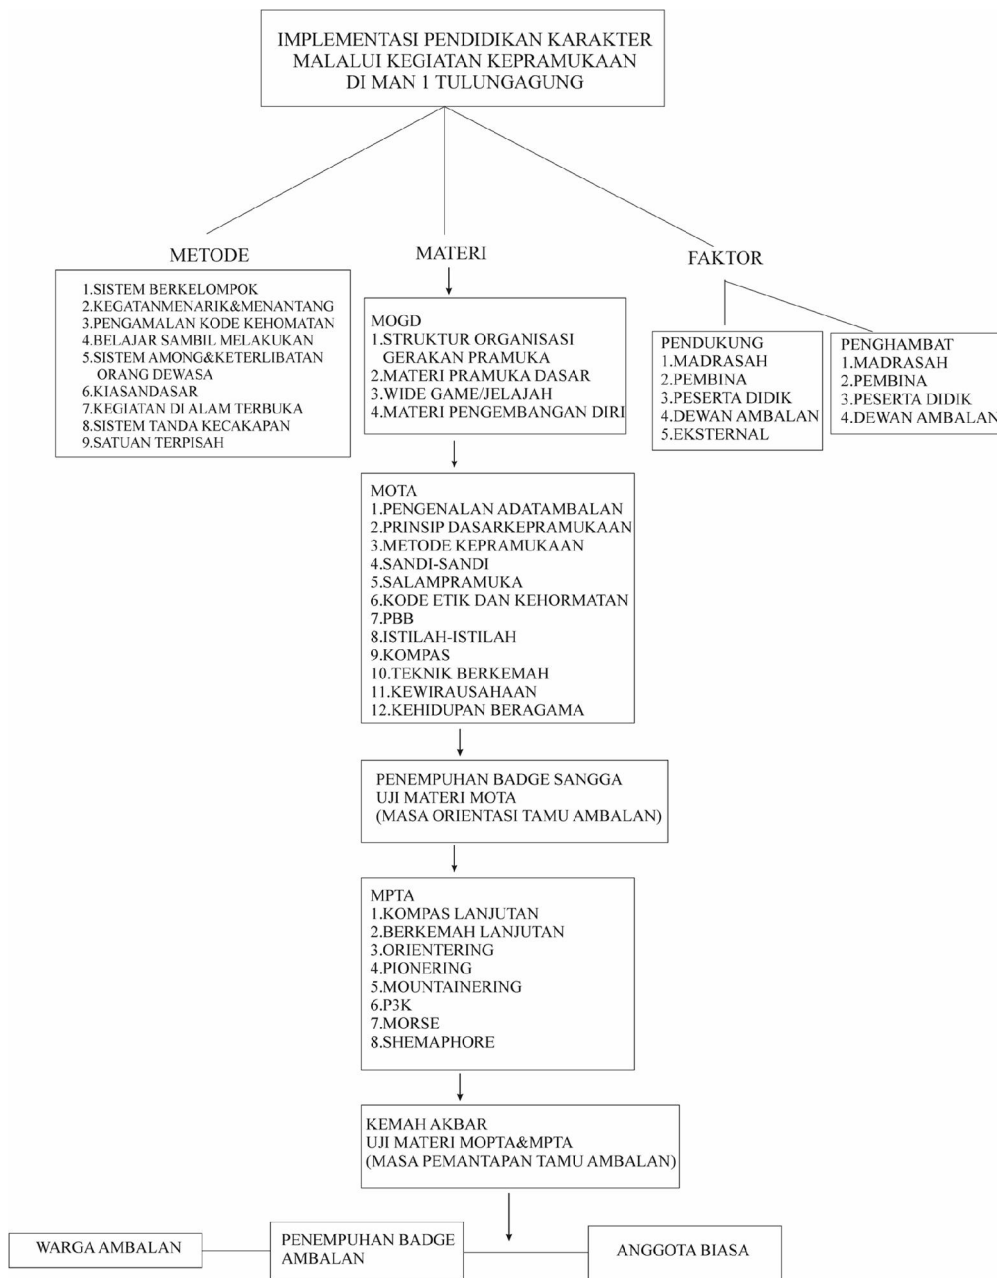 IMPLEMENTASI PENDIDIKAN KARAKTER
MALALUI KEGIATAN KEPRAMUKAAN
DI MAN 1 TULUNGAGUNG
METODE
1.SISTEM BERKELOMPOK
2.KEGATANMENARIK&MENANTANG
3.PENGAMALAN KODE KEHOMATAN
4.BELAJAR SAMBIL MELAKUKAN
5.SISTEM AMONG&KETERLIBATAN
ORANG DEWASA
6.KIASANDASAR
7.KEGIATAN DI ALAM TERBUKA
8.SISTEM TANDA KECAKAPAN
9.SATUAN TERPISAH
MATERI
MOGD
1.STRUKTUR ORGANISASI
GERAKAN PRAMUKA
2.MATERI PRAMUKA DASAR
3.WIDE GAME/JELAJAH
4.MATERI PENGEMBANGAN DIRI
FAKTOR
PENDUKUNG
1.MADRASAH
2.PEMBINA
3.PESERTA DIDIK
4.DEWAN AMBALAN
5.EKSTERNAL
PENGHAMBAT
1.MADRASAH
2.PEMBINA
3.PESERTA DIDIK
4.DEWAN AMBALAN
MOTA
1.PENGENALAN ADATAMBALAN
2.PRINSIP DASARKEPRAMUKAAN
3.METODE KEPRAMUKAAN
4.SANDI-SANDI
5.SALAMPRAMUKA
6.KODE ETIK DAN KEHORMATAN
7.PBB
8.ISTILAH-ISTILAH
9.KOMPAS
10.TEKNIK BERKEMAH
11.KEWIRAUSAHAAN
12.KEHIDUPAN BERAGAMA
PENEMPUHAN BADGE SANGGA
UJI MATERI MOTA
(MASA ORIENTASI TAMU AMBALAN)
MPTA
1.KOMPAS LANJUTAN
2.BERKEMAH LANJUTAN
3.ORIENTERING
4.PIONERING
5.MOUNTAINERING
6.P3K
7.MORSE
8.SHEMAPHORE
KEMAH AKBAR
UJI MATERI MOPTA&MPTA
(MASA PEMANTAPAN TAMU AMBALAN)
WARGA AMBALAN
PENEMPUHAN BADGE
AMBALAN
ANGGOTA BIASA